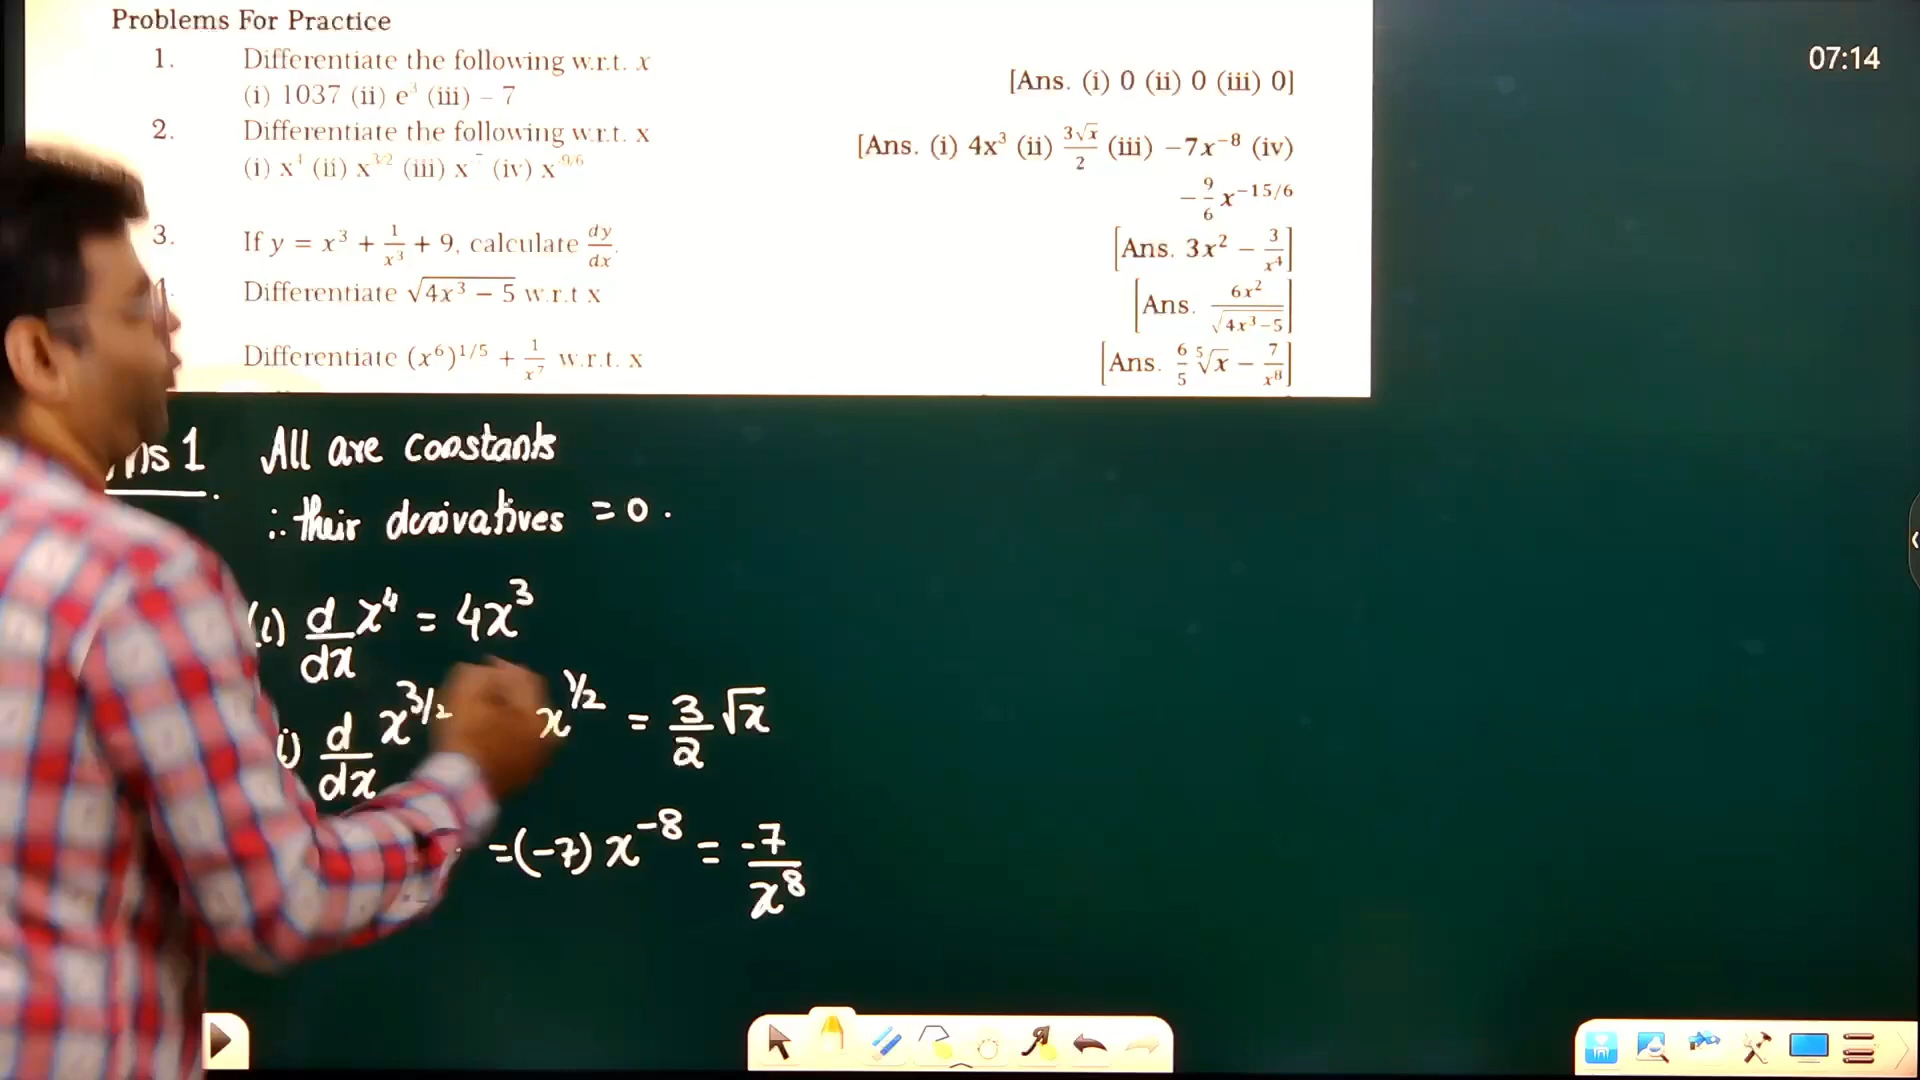 Problems For Practice
07:14
1. Differentiate the following w.r.t. x
(i) 1037 (ii) e³ (iii) – 7 [Ans. (i) 0 (ii) 0 (iii) 0]
2. Differentiate the following w.r.t. x
(i) x⁴ (ii) x^3/2 (iii) x^-7 (iv) x^-9/6 [Ans. (i) 4x³ (ii) 3√x/2 (iii) −7x⁻⁸ (iv)
−9/6 x^−15/6
3. If y = x³ + 1/x³ + 9, calculate dy/dx. [Ans. 3x² − 3/x⁴]
Differentiate √(4x³ − 5) w.r.t x [Ans. 6x²/√(4x³−5)]
Differentiate (x⁶)^1/5 + 1/x⁷ w.r.t. x [Ans. 6/5 ⁵√x − 7/x⁸]
ns 1 All are constants
∴ their derivatives = 0.
(i) d/dx x⁴ = 4x³
i) d/dx x^3/2 x^1/2 = 3/2 √x
=(-7) x^-8 = -7/x⁸